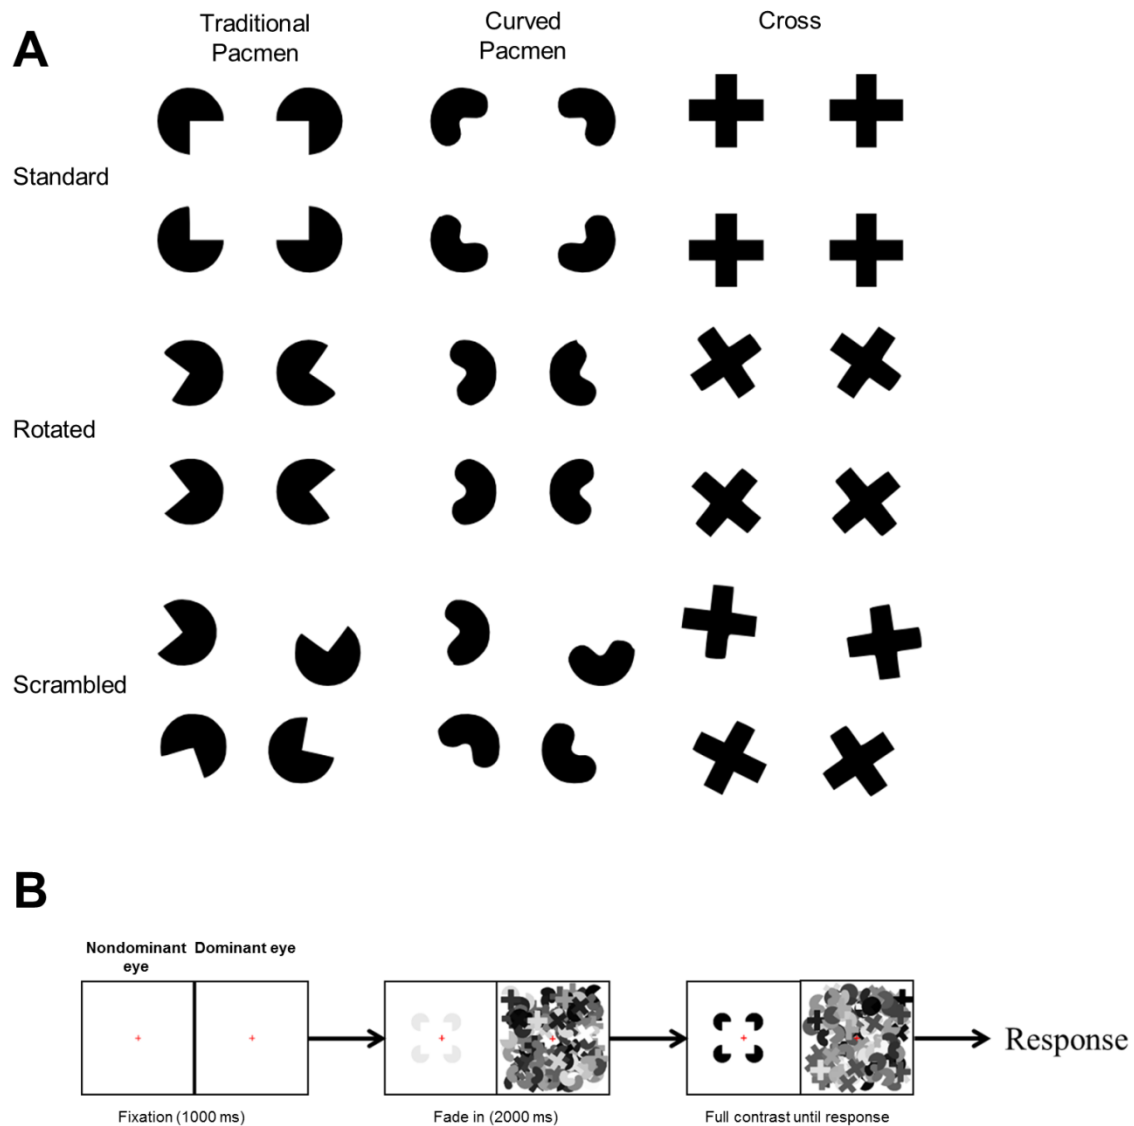 A
Traditional
Pacmen
Curved
Pacmen
Cross
Standard
Rotated
Scrambled
B
Nondominant
eye
Dominant eye
Response
Fixation (1000 ms)
Fade in (2000 ms)
Full contrast until response